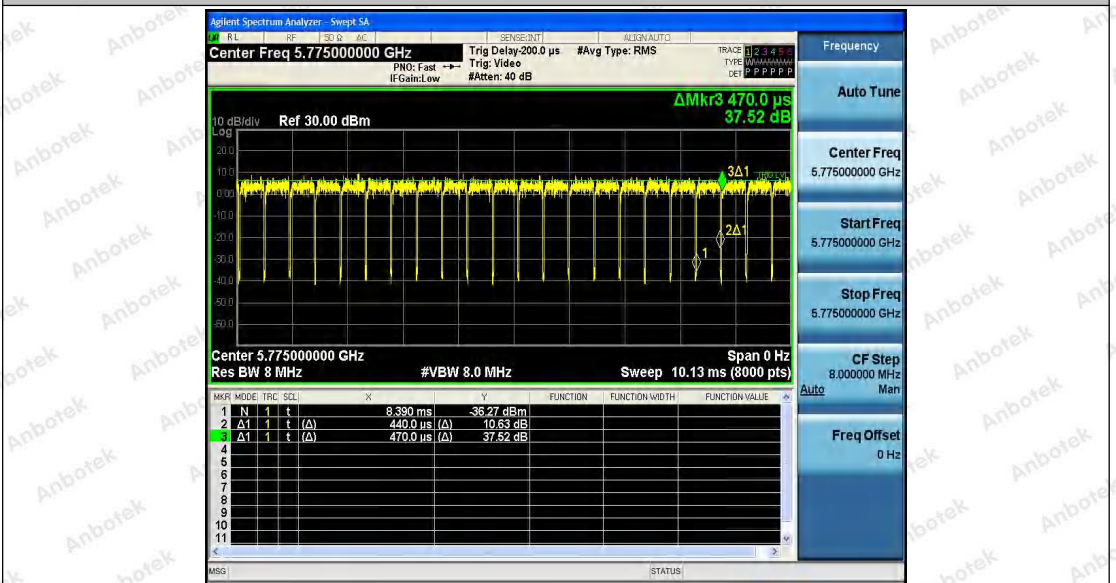 Agilent Spectrum Analyzer - Swept SA
RL RF 50 Ω AC SENSE:INT ALIGNAUTO
Center Freq 5.775000000 GHz
PNO: Fast
IFGain:Low
Trig Delay-200.0 µs
Trig: Video
#Atten: 40 dB
#Avg Type: RMS
TRACE 1 2 3 4 5 6
TYPE WWWWWW
DET P P P P P P
ΔMkr3 470.0 µs
37.52 dB
10 dB/div Ref 30.00 dBm
Log
20.0
10.0
0.00
-10.0
-20.0
-30.0
-40.0
-50.0
-60.0
3Δ1
TRIG LVL
2Δ1
1
Center 5.775000000 GHz Span 0 Hz
Res BW 8 MHz #VBW 8.0 MHz Sweep 10.13 ms (8000 pts)
MKR MODE TRC SCL X Y FUNCTION FUNCTION WIDTH FUNCTION VALUE
1 N 1 t 8.390 ms -36.27 dBm
2 Δ1 1 t (Δ) 440.0 µs (Δ) 10.63 dB
3 Δ1 1 t (Δ) 470.0 µs (Δ) 37.52 dB
4
5
6
7
8
9
10
11
MSG STATUS
Frequency
Auto Tune
Center Freq
5.775000000 GHz
Start Freq
5.775000000 GHz
Stop Freq
5.775000000 GHz
CF Step
8.000000 MHz
Auto Man
Freq Offset
0 Hz
Anbotek